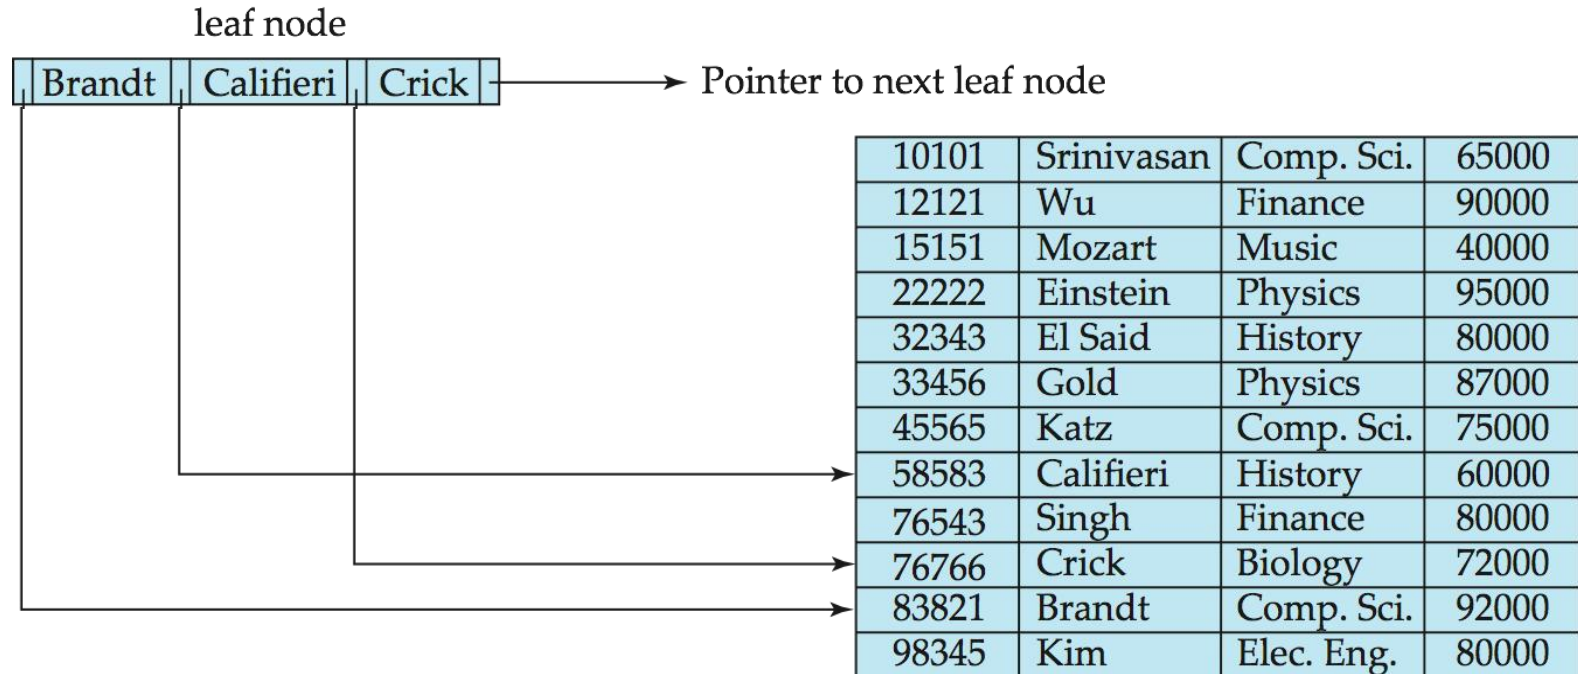 leaf node
Brandt Califieri Crick Pointer to next leaf node
10101 Srinivasan Comp. Sci. 65000
12121 Wu Finance 90000
15151 Mozart Music 40000
22222 Einstein Physics 95000
32343 El Said History 80000
33456 Gold Physics 87000
45565 Katz Comp. Sci. 75000
58583 Califieri History 60000
76543 Singh Finance 80000
76766 Crick Biology 72000
83821 Brandt Comp. Sci. 92000
98345 Kim Elec. Eng. 80000